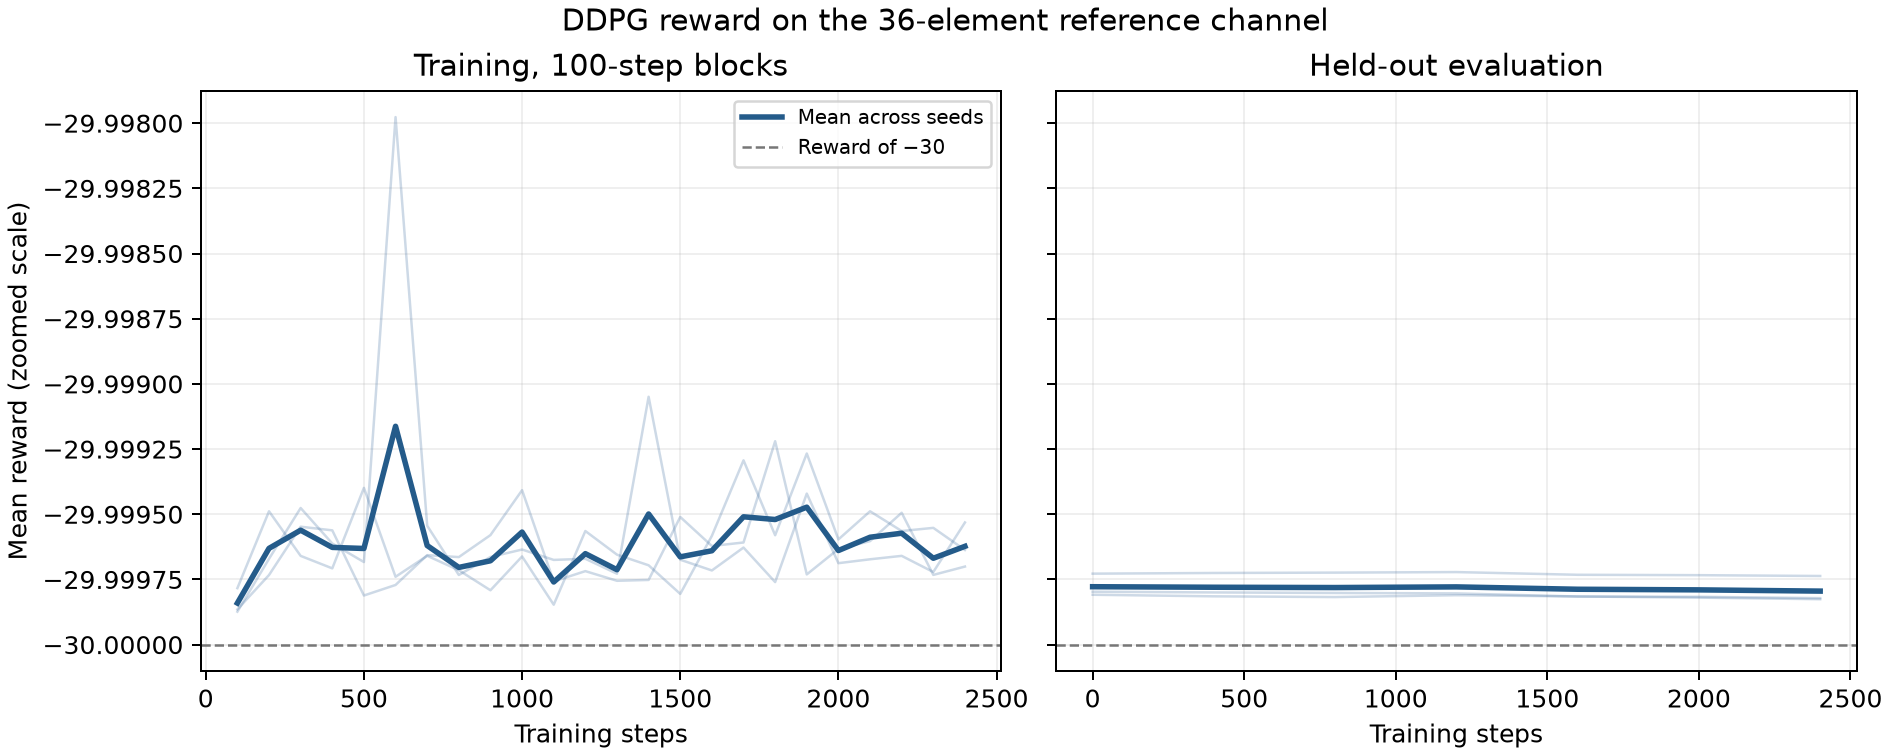 DDPG reward on the 36-element reference channel
Training, 100-step blocks
Mean reward (zoomed scale)
−29.99800
−29.99825
−29.99850
−29.99875
−29.99900
−29.99925
−29.99950
−29.99975
−30.00000
Mean across seeds
Reward of −30
0 500 1000 1500 2000 2500
Training steps
Held-out evaluation
0 500 1000 1500 2000 2500
Training steps